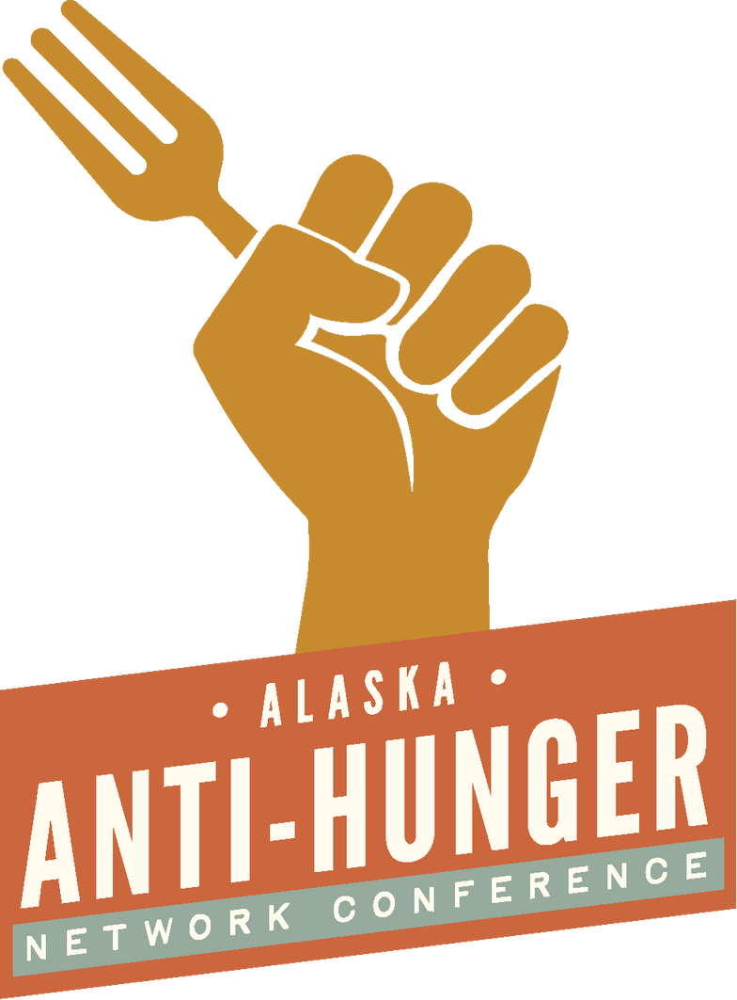 • ALASKA •
ANTI-HUNGER
NETWORK CONFERENCE